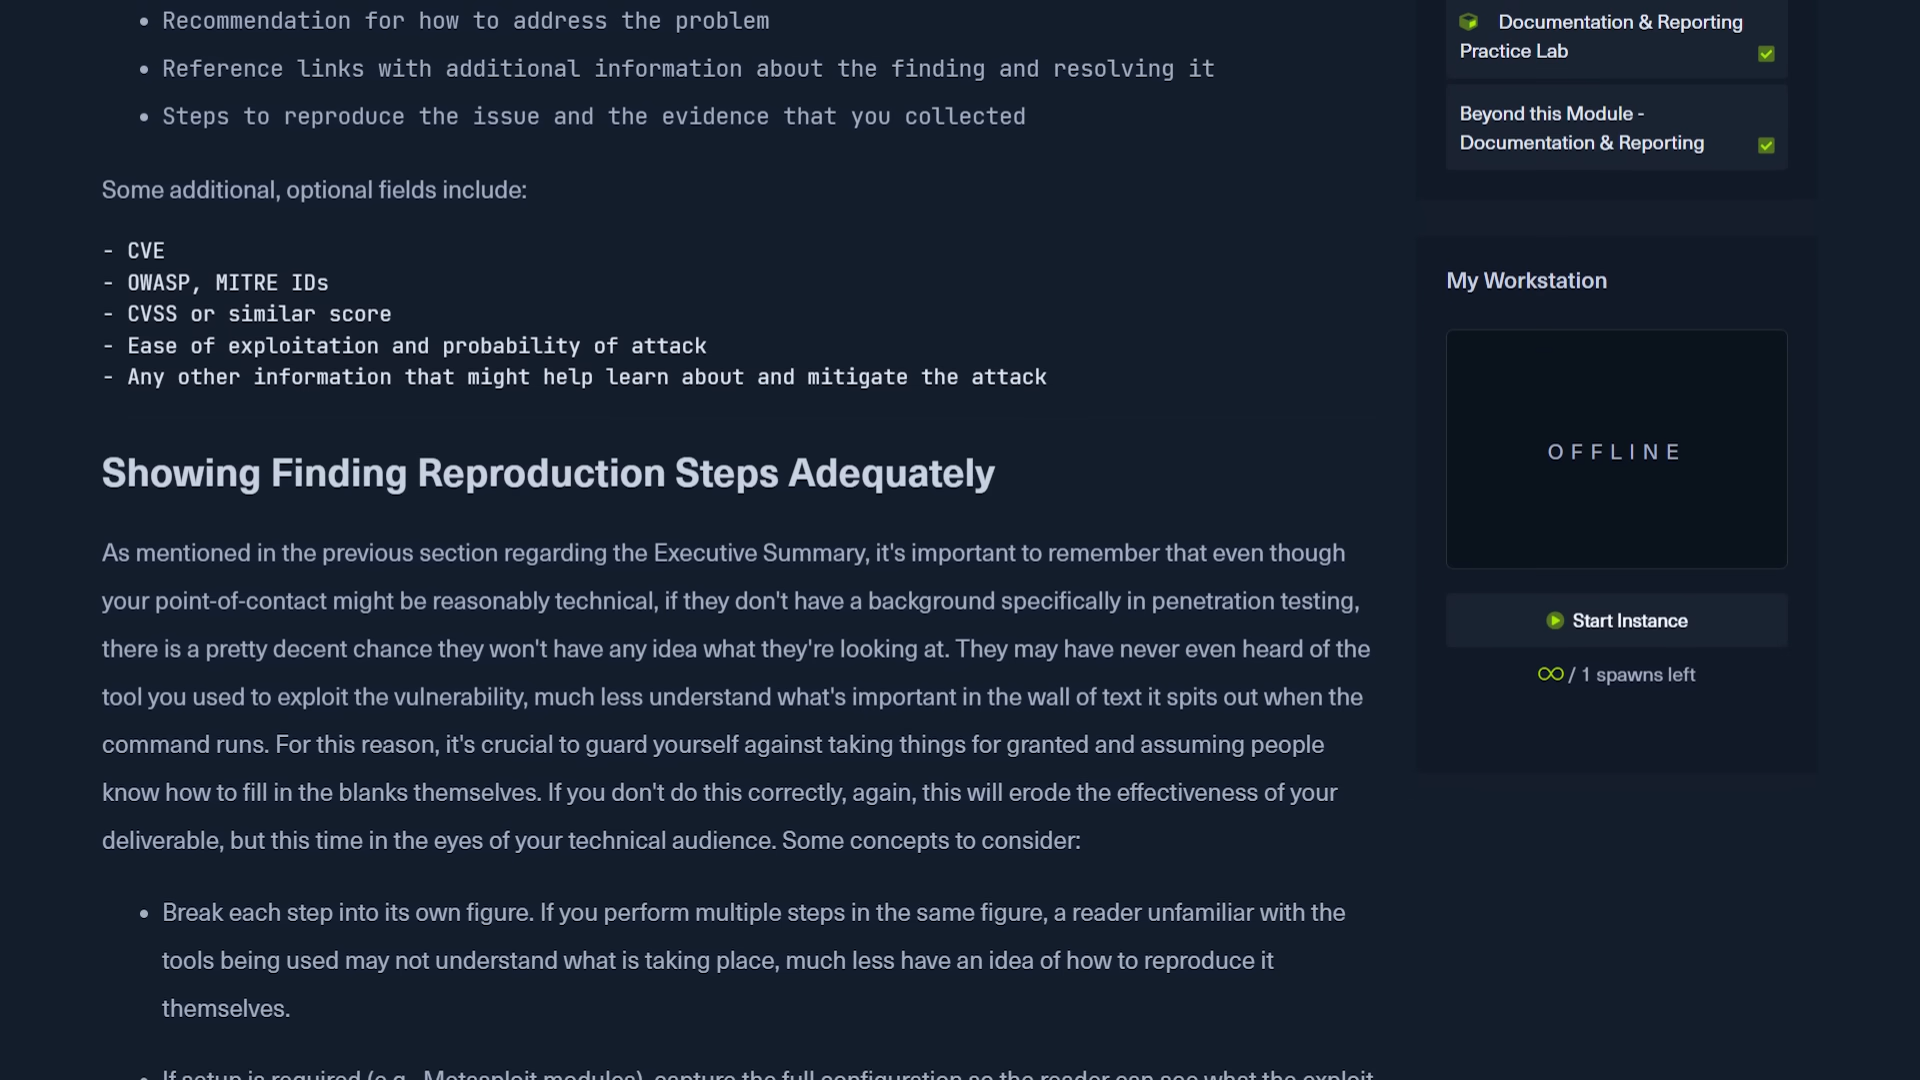 • Recommendation for how to address the problem
• Reference links with additional information about the finding and resolving it
• Steps to reproduce the issue and the evidence that you collected
Some additional, optional fields include:
- CVE
- OWASP, MITRE IDs
- CVSS or similar score
- Ease of exploitation and probability of attack
- Any other information that might help learn about and mitigate the attack
Showing Finding Reproduction Steps Adequately
As mentioned in the previous section regarding the Executive Summary, it's important to remember that even though
your point-of-contact might be reasonably technical, if they don't have a background specifically in penetration testing,
there is a pretty decent chance they won't have any idea what they're looking at. They may have never even heard of the
tool you used to exploit the vulnerability, much less understand what's important in the wall of text it spits out when the
command runs. For this reason, it's crucial to guard yourself against taking things for granted and assuming people
know how to fill in the blanks themselves. If you don't do this correctly, again, this will erode the effectiveness of your
deliverable, but this time in the eyes of your technical audience. Some concepts to consider:
• Break each step into its own figure. If you perform multiple steps in the same figure, a reader unfamiliar with the
tools being used may not understand what is taking place, much less have an idea of how to reproduce it
themselves.
• If setup is required (e.g., Metasploit modules), capture the full configuration so the reader can see what the exploit
Documentation & Reporting
Practice Lab
Beyond this Module -
Documentation & Reporting
My Workstation
OFFLINE
Start Instance
∞ / 1 spawns left